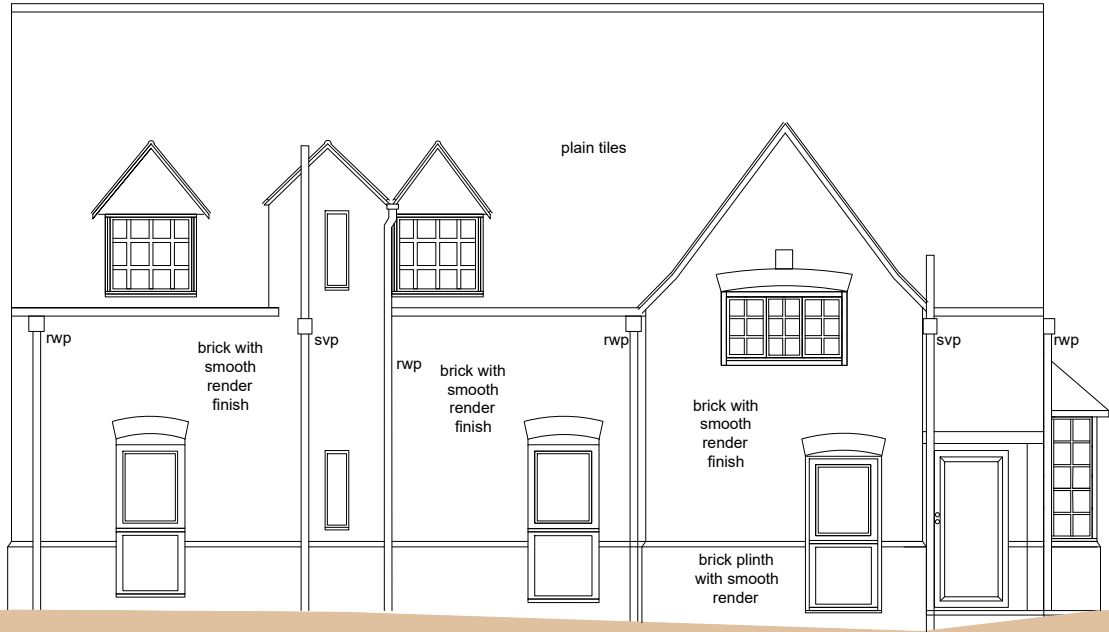 plain tiles
rwp
svp
rwp
rwp
svp
rwp
brick with
smooth
render
finish
brick with
smooth
render
finish
brick with
smooth
render
finish
brick plinth
with smooth
render